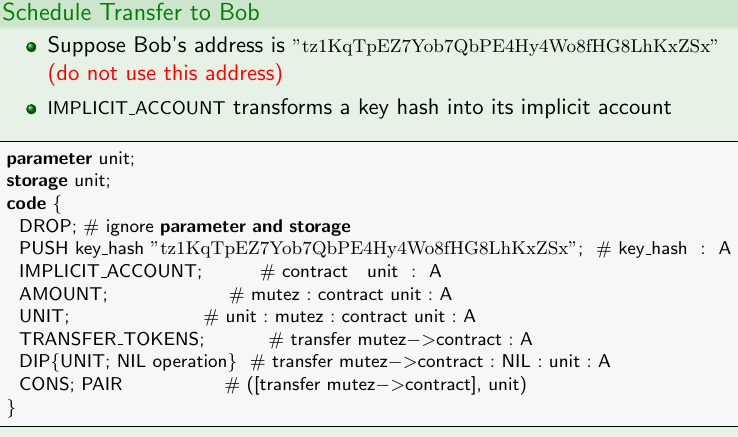 Schedule Transfer to Bob
Suppose Bob's address is "tz1KqTpEZ7Yob7QbPE4Hy4Wo8fHG8LhKxZSx"
(do not use this address)
IMPLICIT_ACCOUNT transforms a key hash into its implicit account
parameter unit;
storage unit;
code {
DROP; # ignore parameter and storage
PUSH key_hash "tz1KqTpEZ7Yob7QbPE4Hy4Wo8fHG8LhKxZSx"; # key_hash : A
IMPLICIT_ACCOUNT; # contract unit : A
AMOUNT; # mutez : contract unit : A
UNIT; # unit : mutez : contract unit : A
TRANSFER_TOKENS; # transfer mutez−>contract : A
DIP{UNIT; NIL operation} # transfer mutez−>contract : NIL : unit : A
CONS; PAIR # ([transfer mutez−>contract], unit)
}